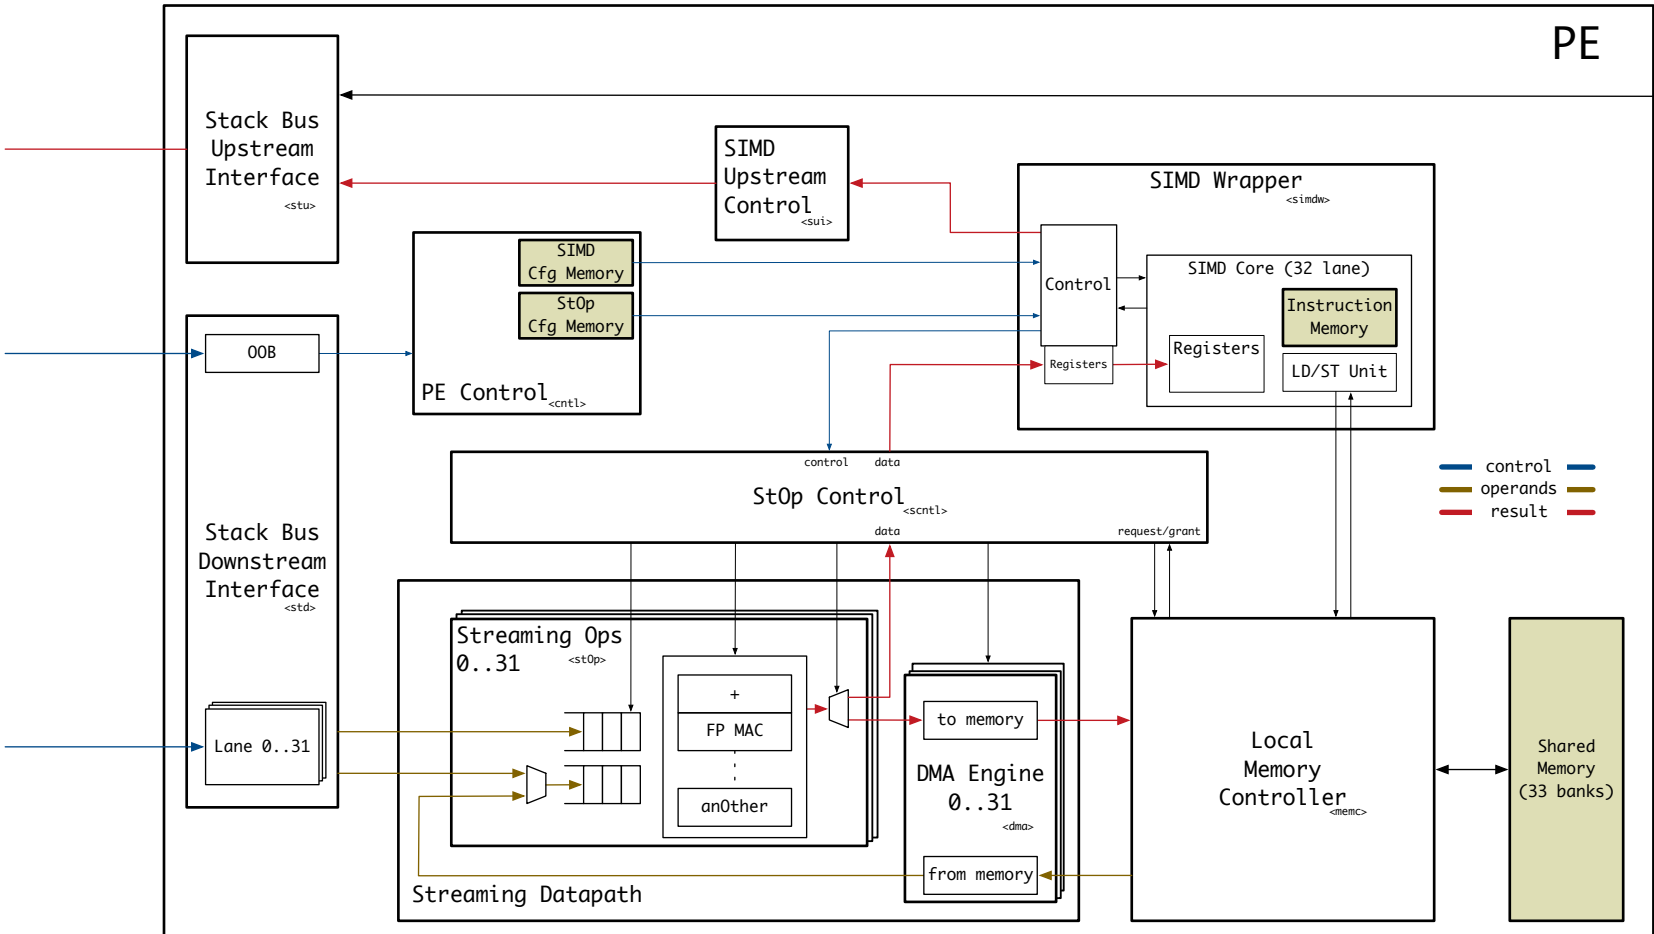 PE
Stack Bus
Upstream
Interface
<stu>
SIMD
Upstream
Control
<sui>
SIMD Wrapper
<simdw>
SIMD
Cfg Memory
StOp
Cfg Memory
PE Control
<cntl>
Control
Registers
SIMD Core (32 lane)
Instruction
Memory
Registers
LD/ST Unit
OOB
Stack Bus
Downstream
Interface
<std>
Lane 0..31
control
data
StOp Control
<scntl>
data
request/grant
control
operands
result
Streaming Ops
0..31
<stOp>
+
FP MAC
anOther
to memory
DMA Engine
0..31
<dma>
from memory
Streaming Datapath
Local
Memory
Controller
<memc>
Shared
Memory
(33 banks)